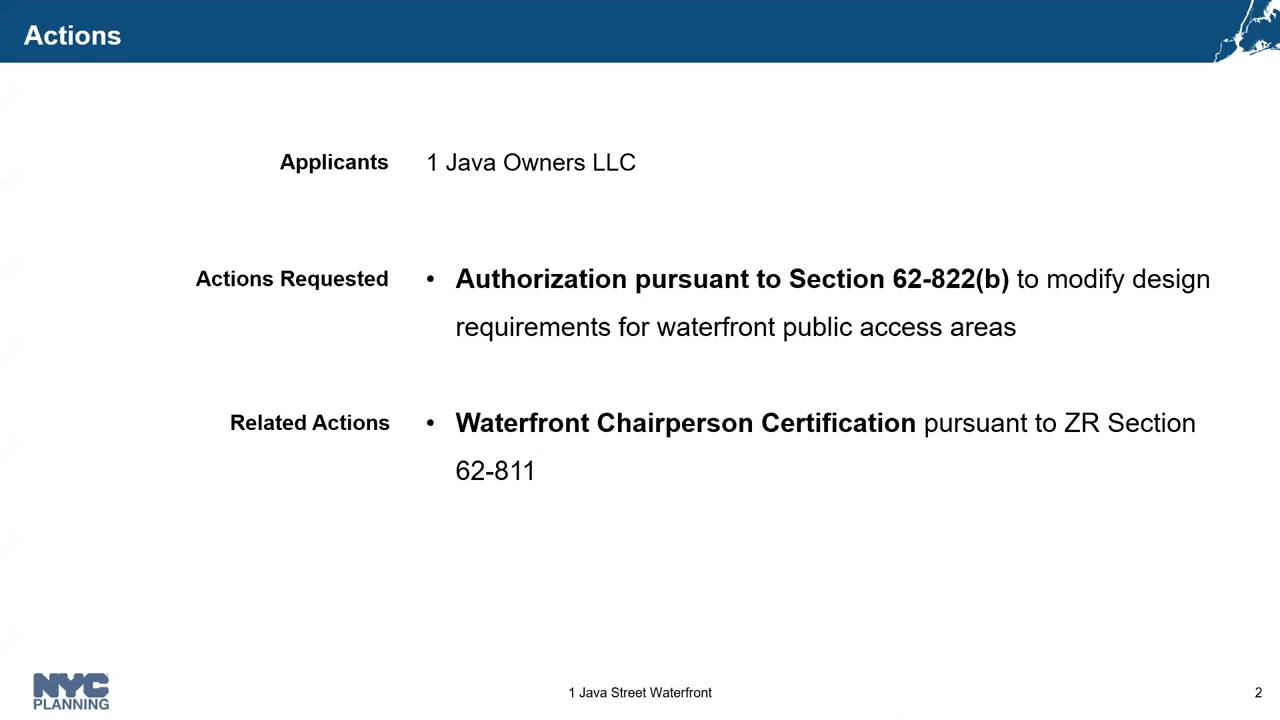 Actions
Applicants 1 Java Owners LLC
Actions Requested • Authorization pursuant to Section 62-822(b) to modify design
requirements for waterfront public access areas
Related Actions • Waterfront Chairperson Certification pursuant to ZR Section
62-811
NYC
PLANNING
1 Java Street Waterfront
2